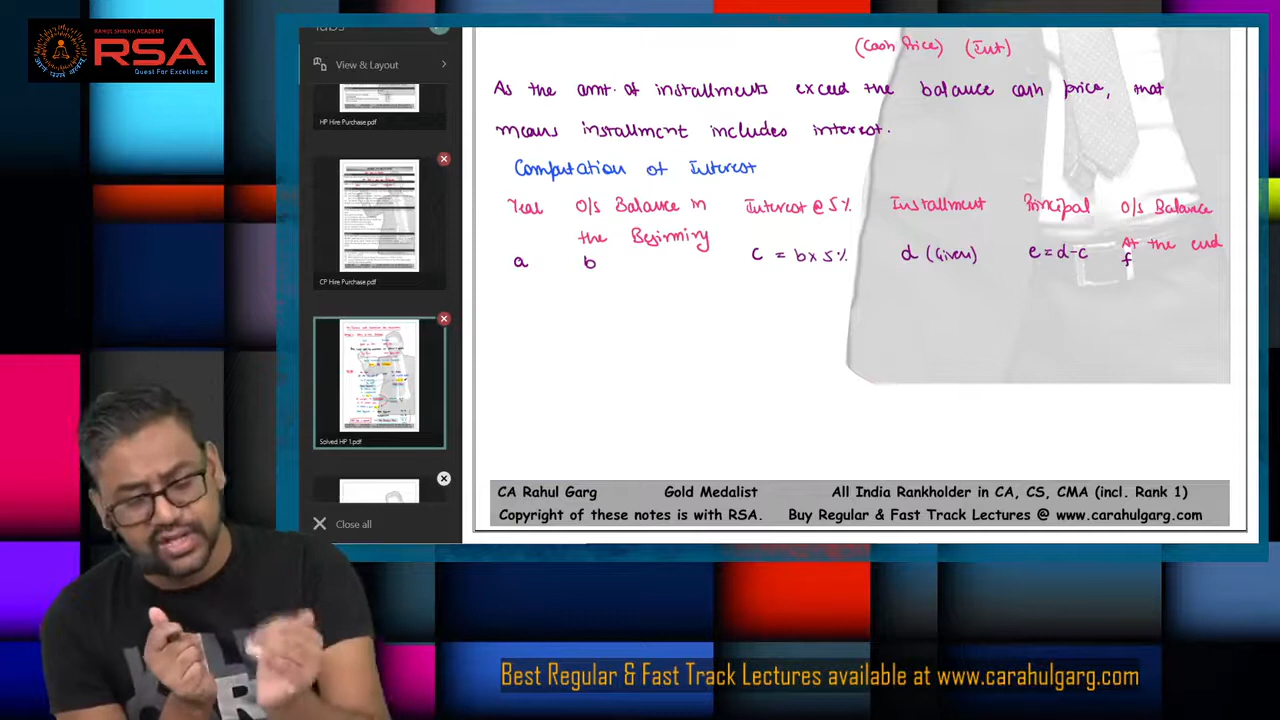 RAHUL SHIKHA ACADEMY
RSA
Quest For Excellence
View & Layout
HP Hire Purchase.pdf
CP Hire Purchase.pdf
Solved HP 1.pdf
Close all
(Cash Price) (Int)
As the amt. of installments exceed the balance cash price, that
means installment includes interest.
Computation of Interest
Year O/s Balance in the Beginning Interest @ 5% Installment Principal O/s Balance At the end
a b c = b x 5% d (Given) e = d-c f
CA Rahul Garg Gold Medalist All India Rankholder in CA, CS, CMA (incl. Rank 1)
Copyright of these notes is with RSA. Buy Regular & Fast Track Lectures @ www.carahulgarg.com
Best Regular & Fast Track Lectures available at www.carahulgarg.com